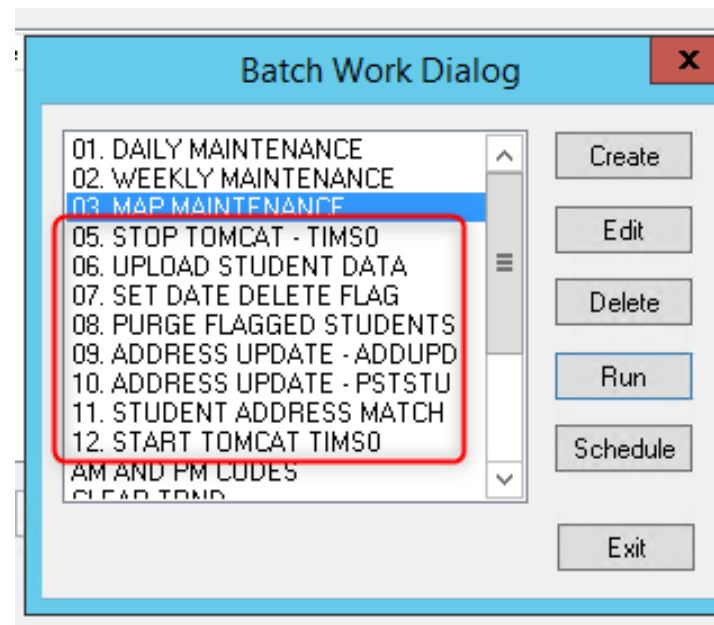 Batch Work Dialog
x
01. DAILY MAINTENANCE
02. WEEKLY MAINTENANCE
03. MAP MAINTENANCE
05. STOP TOMCAT - TIMS0
06. UPLOAD STUDENT DATA
07. SET DATE DELETE FLAG
08. PURGE FLAGGED STUDENTS
09. ADDRESS UPDATE - ADDUPD
10. ADDRESS UPDATE - PSTSTU
11. STUDENT ADDRESS MATCH
12. START TOMCAT TIMS0
AM AND PM CODES
Create
Edit
Delete
Run
Schedule
Exit